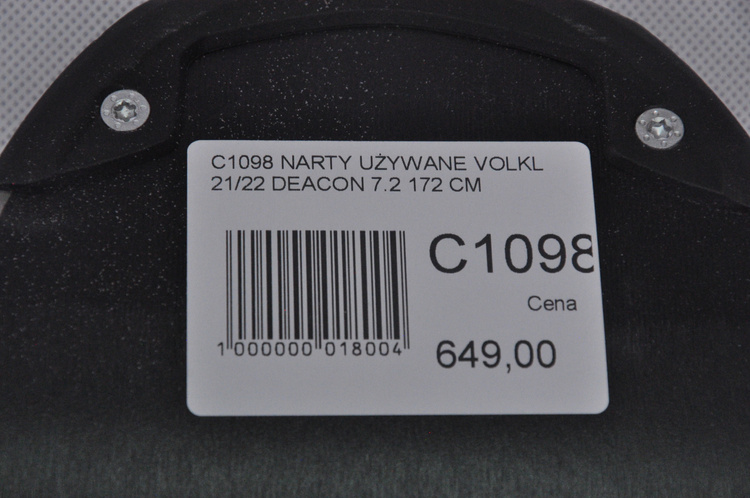 C1098 NARTY UŻYWANE VOLKL
21/22 DEACON 7.2 172 CM
C1098
Cena
649,00
1 000000 018004